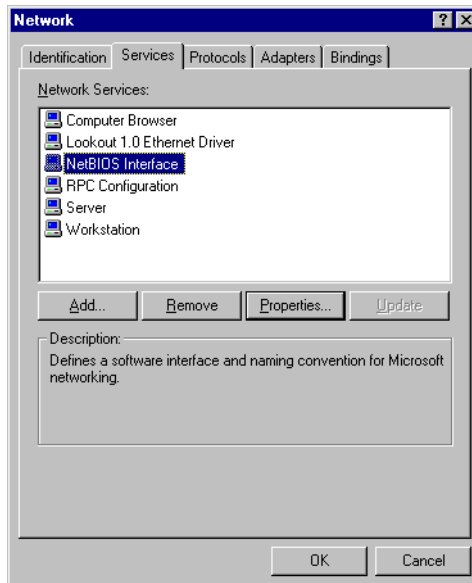 Network
Identification Services Protocols Adapters Bindings
Network Services:
Computer Browser
Lookout 1.0 Ethernet Driver
NetBIOS Interface
RPC Configuration
Server
Workstation
Add... Remove Properties... Update
Description:
Defines a software interface and naming convention for Microsoft
networking.
OK Cancel